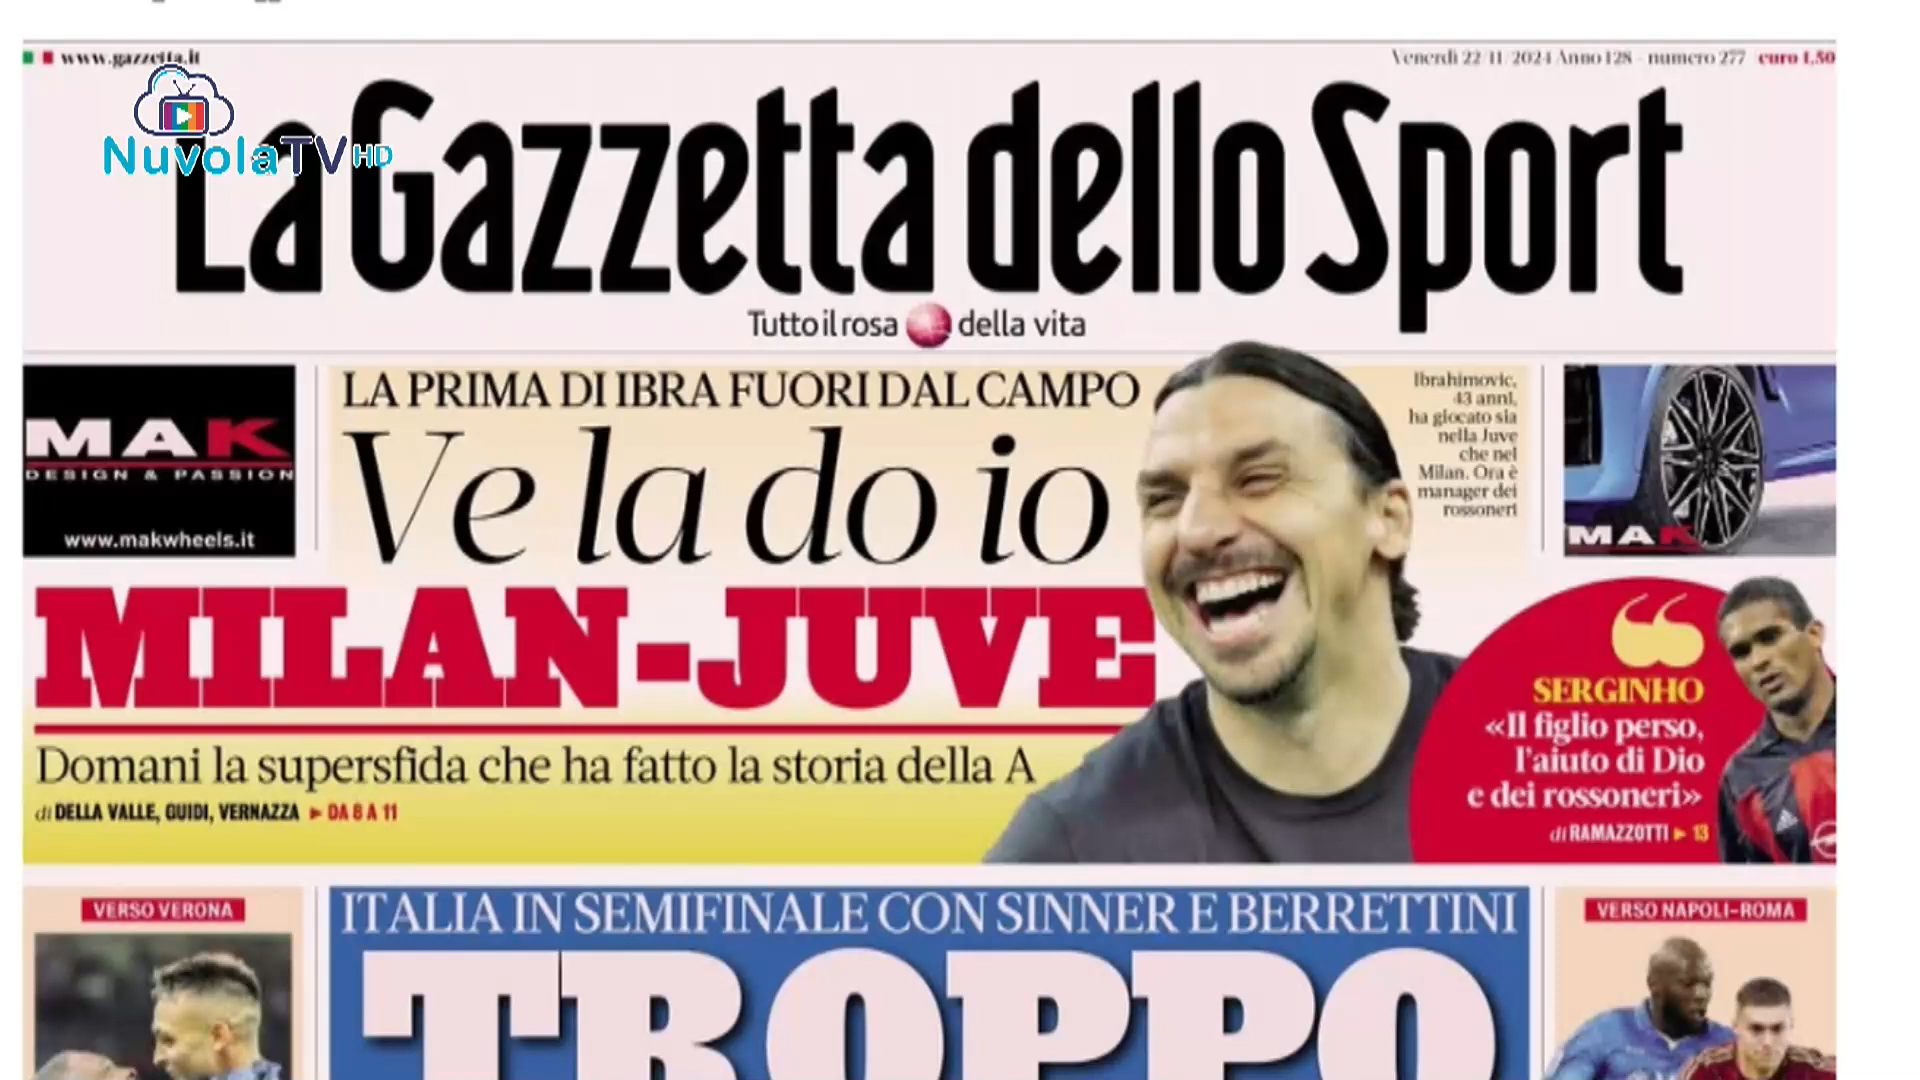 www.gazzetta.it
Venerdì 22/11/2024 Anno 128 - numero 277 euro 1,50
NuvolaTV HD
La Gazzetta dello Sport
Tutto il rosa della vita
MAK
DESIGN & PASSION
www.makwheels.it
LA PRIMA DI IBRA FUORI DAL CAMPO
Ve la do io
MILAN-JUVE
Domani la supersfida che ha fatto la storia della A
di DELLA VALLE, GUIDI, VERNAZZA ► DA 8 A 11
Ibrahimovic,
43 anni,
ha giocato sia
nella Juve
che nel
Milan. Ora è
manager dei
rossoneri
MAK
“
SERGINHO
«Il figlio perso,
l'aiuto di Dio
e dei rossoneri»
di RAMAZZOTTI ► 13
VERSO VERONA
ITALIA IN SEMIFINALE CON SINNER E BERRETTINI
TROPPO
VERSO NAPOLI-ROMA